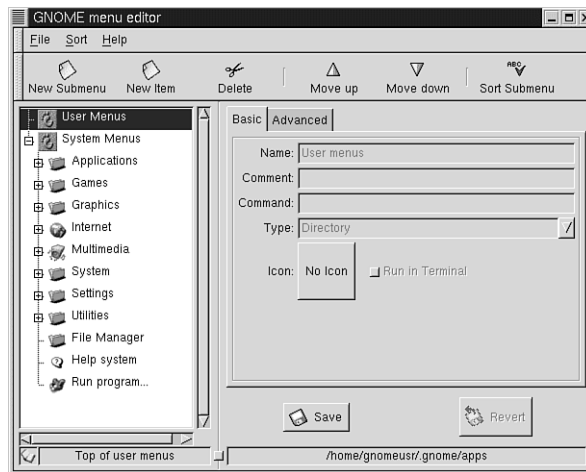 GNOME menu editor
File Sort Help
New Submenu New Item Delete Move up Move down Sort Submenu
ABC
User Menus
System Menus
Applications
Games
Graphics
Internet
Multimedia
System
Settings
Utilities
File Manager
Help system
Run program...
Basic Advanced
Name: User menus
Comment:
Command:
Type: Directory
Icon: No Icon Run in Terminal
Save Revert
Top of user menus /home/gnomeusr/.gnome/apps